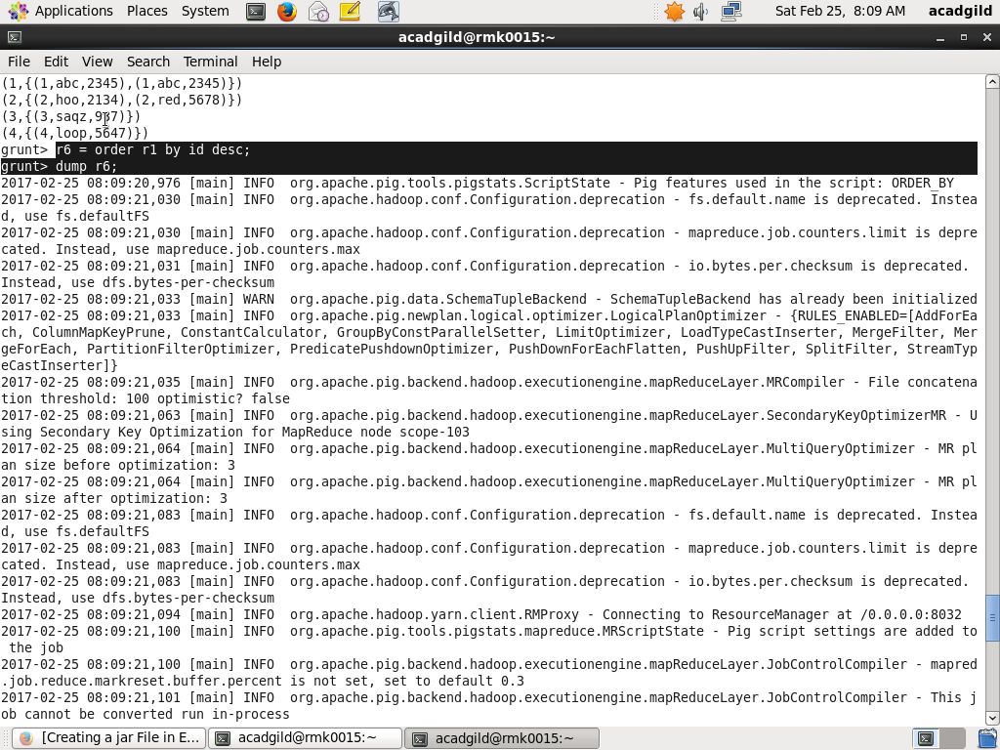 Applications Places System Sat Feb 25, 8:09 AM acadgild
acadgild@rmk0015:~
File Edit View Search Terminal Help
(1,{(1,abc,2345),(1,abc,2345)})
(2,{(2,hoo,2134),(2,red,5678)})
(3,{(3,saqz,987)})
(4,{(4,loop,5647)})
grunt> r6 = order r1 by id desc;
grunt> dump r6;
2017-02-25 08:09:20,976 [main] INFO  org.apache.pig.tools.pigstats.ScriptState - Pig features used in the script: ORDER_BY
2017-02-25 08:09:21,030 [main] INFO  org.apache.hadoop.conf.Configuration.deprecation - fs.default.name is deprecated. Instea
d, use fs.defaultFS
2017-02-25 08:09:21,030 [main] INFO  org.apache.hadoop.conf.Configuration.deprecation - mapreduce.job.counters.limit is depre
cated. Instead, use mapreduce.job.counters.max
2017-02-25 08:09:21,031 [main] INFO  org.apache.hadoop.conf.Configuration.deprecation - io.bytes.per.checksum is deprecated.
Instead, use dfs.bytes-per-checksum
2017-02-25 08:09:21,033 [main] WARN  org.apache.pig.data.SchemaTupleBackend - SchemaTupleBackend has already been initialized
2017-02-25 08:09:21,033 [main] INFO  org.apache.pig.newplan.logical.optimizer.LogicalPlanOptimizer - {RULES_ENABLED=[AddForEa
ch, ColumnMapKeyPrune, ConstantCalculator, GroupByConstParallelSetter, LimitOptimizer, LoadTypeCastInserter, MergeFilter, Mer
geForEach, PartitionFilterOptimizer, PredicatePushdownOptimizer, PushDownForEachFlatten, PushUpFilter, SplitFilter, StreamTyp
eCastInserter]}
2017-02-25 08:09:21,035 [main] INFO  org.apache.pig.backend.hadoop.executionengine.mapReduceLayer.MRCompiler - File concatena
tion threshold: 100 optimistic? false
2017-02-25 08:09:21,063 [main] INFO  org.apache.pig.backend.hadoop.executionengine.mapReduceLayer.SecondaryKeyOptimizerMR - U
sing Secondary Key Optimization for MapReduce node scope-103
2017-02-25 08:09:21,064 [main] INFO  org.apache.pig.backend.hadoop.executionengine.mapReduceLayer.MultiQueryOptimizer - MR pl
an size before optimization: 3
2017-02-25 08:09:21,064 [main] INFO  org.apache.pig.backend.hadoop.executionengine.mapReduceLayer.MultiQueryOptimizer - MR pl
an size after optimization: 3
2017-02-25 08:09:21,083 [main] INFO  org.apache.hadoop.conf.Configuration.deprecation - fs.default.name is deprecated. Instea
d, use fs.defaultFS
2017-02-25 08:09:21,083 [main] INFO  org.apache.hadoop.conf.Configuration.deprecation - mapreduce.job.counters.limit is depre
cated. Instead, use mapreduce.job.counters.max
2017-02-25 08:09:21,083 [main] INFO  org.apache.hadoop.conf.Configuration.deprecation - io.bytes.per.checksum is deprecated.
Instead, use dfs.bytes-per-checksum
2017-02-25 08:09:21,094 [main] INFO  org.apache.hadoop.yarn.client.RMProxy - Connecting to ResourceManager at /0.0.0.0:8032
2017-02-25 08:09:21,100 [main] INFO  org.apache.pig.tools.pigstats.mapreduce.MRScriptState - Pig script settings are added to
 the job
2017-02-25 08:09:21,100 [main] INFO  org.apache.pig.backend.hadoop.executionengine.mapReduceLayer.JobControlCompiler - mapred
.job.reduce.markreset.buffer.percent is not set, set to default 0.3
2017-02-25 08:09:21,101 [main] INFO  org.apache.pig.backend.hadoop.executionengine.mapReduceLayer.JobControlCompiler - This j
ob cannot be converted run in-process
[Creating a jar File in E... acadgild@rmk0015:~ acadgild@rmk0015:~